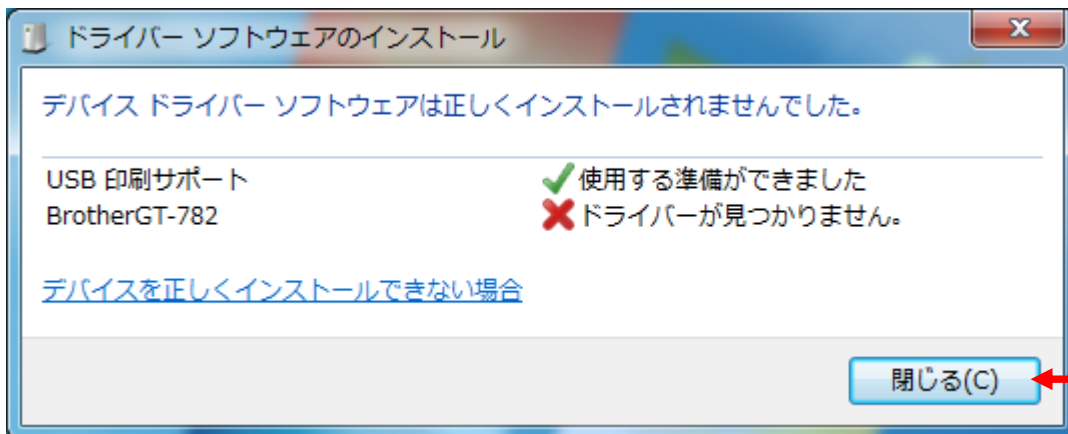 ドライバー ソフトウェアのインストール
デバイス ドライバー ソフトウェアは正しくインストールされませんでした。
USB 印刷サポート 使用する準備ができました
BrotherGT-782 ドライバーが見つかりません。
デバイスを正しくインストールできない場合
閉じる(C)